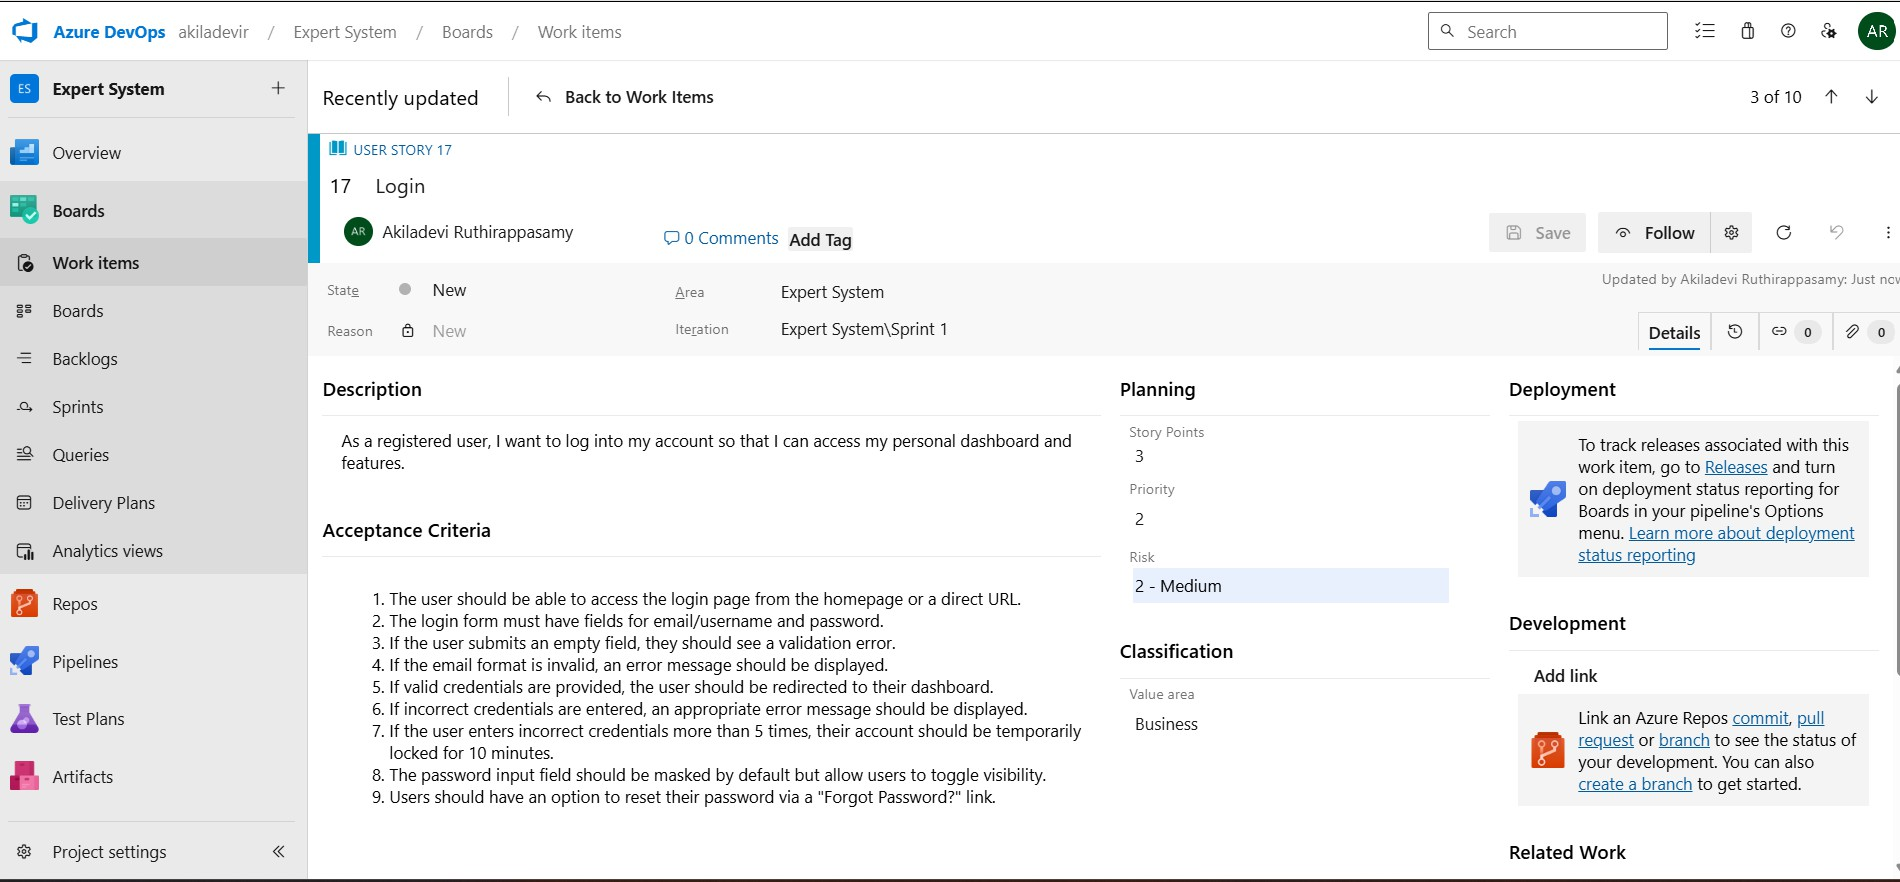 Azure DevOps akiladevir / Expert System / Boards / Work items
Search
AR
ES Expert System
Overview
Boards
Work items
Boards
Backlogs
Sprints
Queries
Delivery Plans
Analytics views
Repos
Pipelines
Test Plans
Artifacts
Project settings
Recently updated
Back to Work Items
3 of 10
USER STORY 17
17 Login
AR Akiladevi Ruthirappasamy
0 Comments
Add Tag
Save
Follow
State
New
Area
Expert System
Updated by Akiladevi Ruthirappasamy: Just nov
Reason
New
Iteration
Expert System\Sprint 1
Details
0
0
Description
As a registered user, I want to log into my account so that I can access my personal dashboard and
features.
Acceptance Criteria
1. The user should be able to access the login page from the homepage or a direct URL.
2. The login form must have fields for email/username and password.
3. If the user submits an empty field, they should see a validation error.
4. If the email format is invalid, an error message should be displayed.
5. If valid credentials are provided, the user should be redirected to their dashboard.
6. If incorrect credentials are entered, an appropriate error message should be displayed.
7. If the user enters incorrect credentials more than 5 times, their account should be temporarily
locked for 10 minutes.
8. The password input field should be masked by default but allow users to toggle visibility.
9. Users should have an option to reset their password via a "Forgot Password?" link.
Planning
Story Points
3
Priority
2
Risk
2 - Medium
Classification
Value area
Business
Deployment
To track releases associated with this
work item, go to Releases and turn
on deployment status reporting for
Boards in your pipeline's Options
menu. Learn more about deployment
status reporting
Development
Add link
Link an Azure Repos commit, pull
request or branch to see the status of
your development. You can also
create a branch to get started.
Related Work